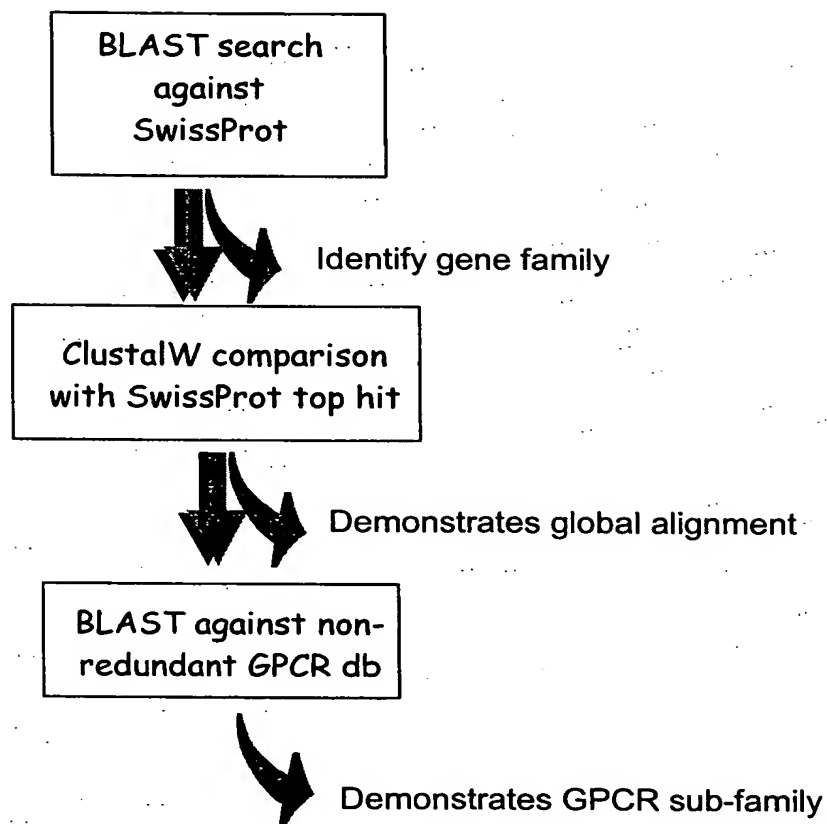 BLAST search
against
SwissProt
Identify gene family
ClustalW comparison
with SwissProt top hit
Demonstrates global alignment
BLAST against non-
redundant GPCR db
Demonstrates GPCR sub-family